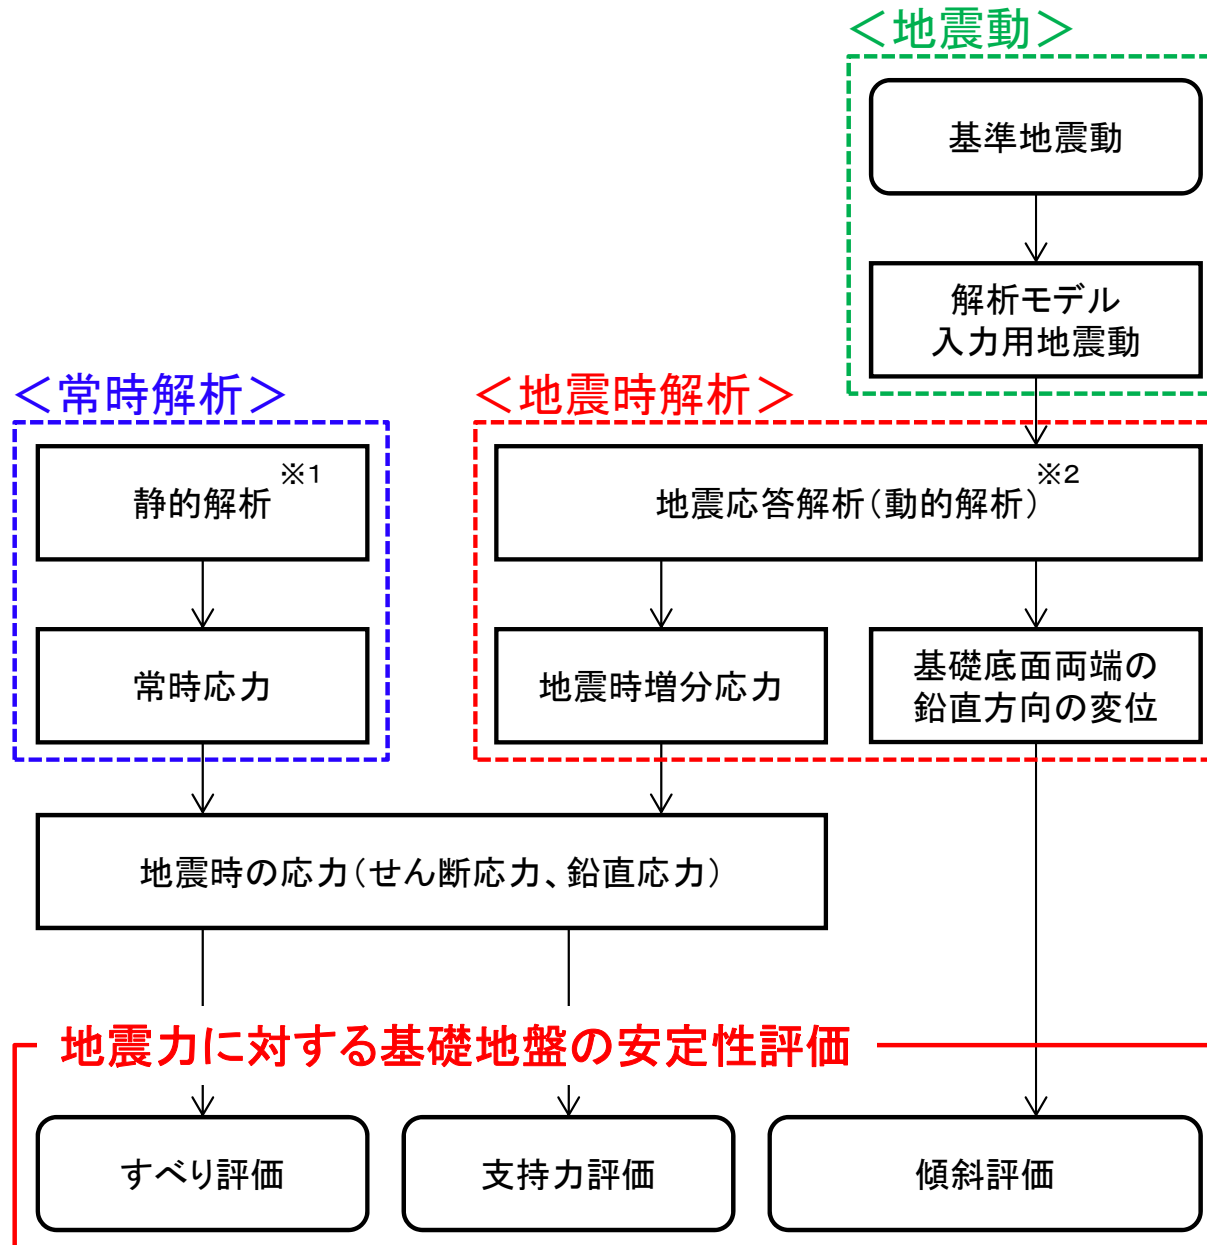 ＜地震動＞
基準地震動
解析モデル
入力用地震動
＜常時解析＞
＜地震時解析＞
静的解析※1
地震応答解析（動的解析）※2
常時応力
地震時増分応力
基礎底面両端の
鉛直方向の変位
地震時の応力（せん断応力、鉛直応力）
地震力に対する基礎地盤の安定性評価
すべり評価
支持力評価
傾斜評価